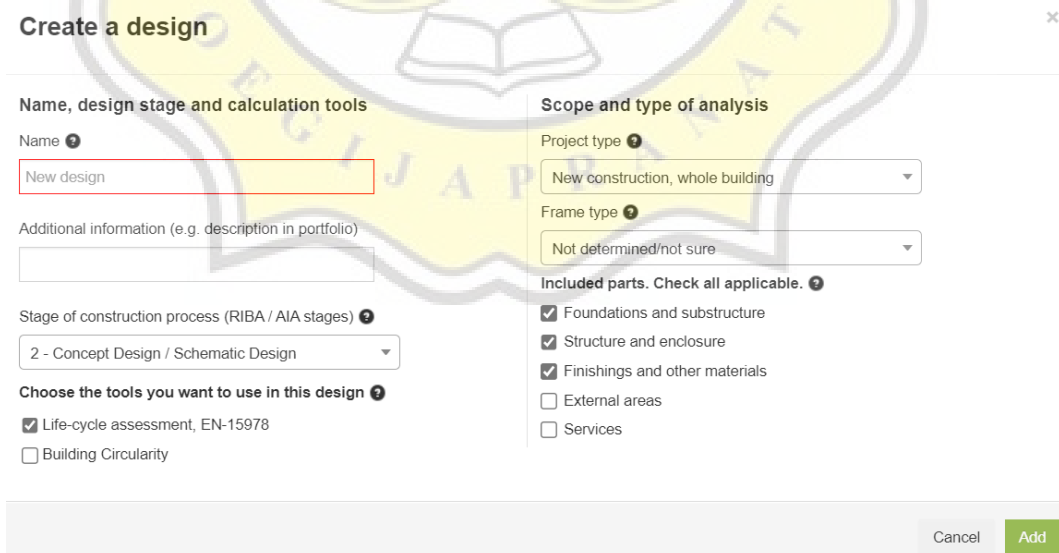 Create a design
×
Name, design stage and calculation tools
Name ?
New design
Additional information (e.g. description in portfolio)
Stage of construction process (RIBA / AIA stages) ?
2 - Concept Design / Schematic Design
Choose the tools you want to use in this design ?
Life-cycle assessment, EN-15978
Building Circularity
Scope and type of analysis
Project type ?
New construction, whole building
Frame type ?
Not determined/not sure
Included parts. Check all applicable. ?
Foundations and substructure
Structure and enclosure
Finishings and other materials
External areas
Services
Cancel
Add
O E G I J A P R A N A T